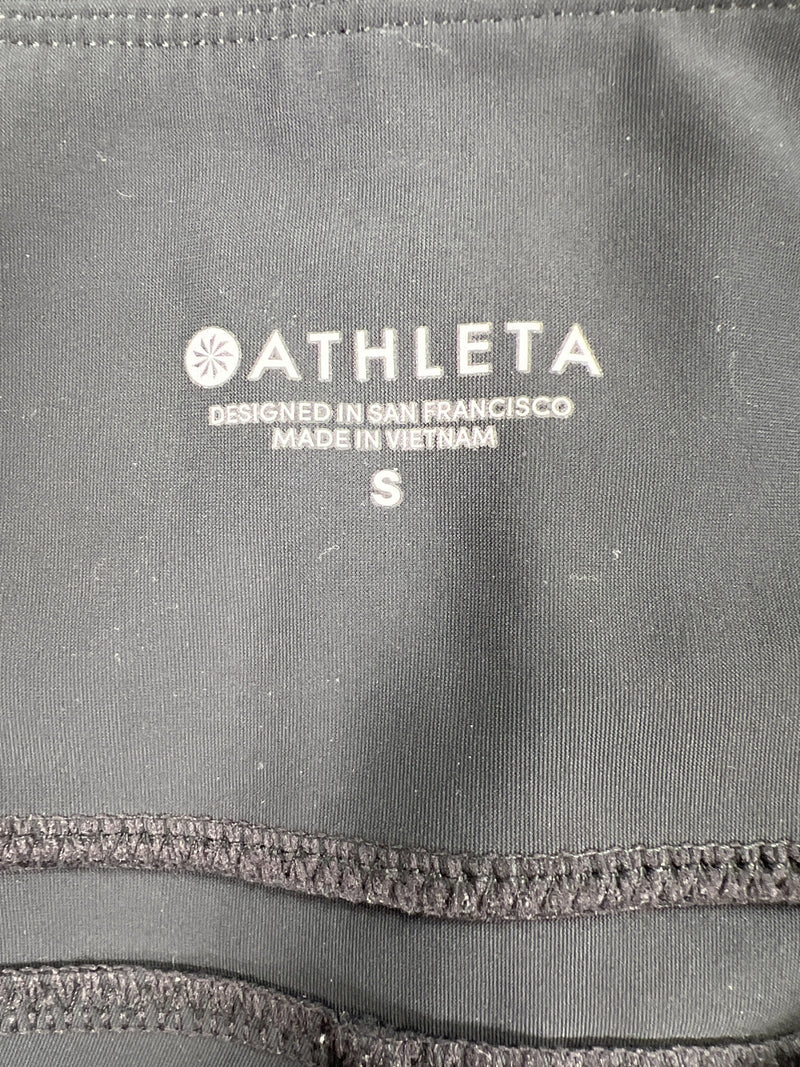 ATHLETA
DESIGNED IN SAN FRANCISCO
MADE IN VIETNAM
S